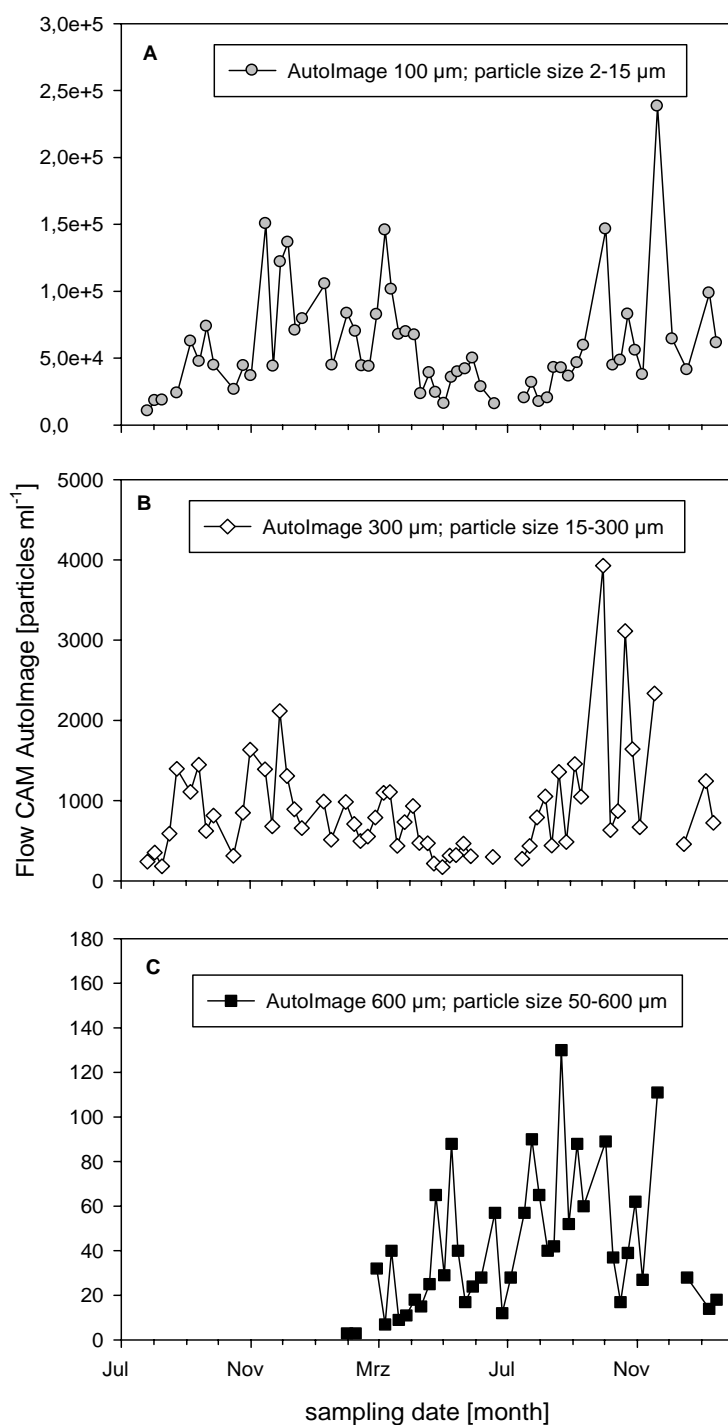 A
AutoImage 100 µm; particle size 2-15 µm
3,0e+5
2,5e+5
2,0e+5
1,5e+5
1,0e+5
5,0e+4
0,0
B
AutoImage 300 µm; particle size 15-300 µm
5000
4000
3000
2000
1000
0
Flow CAM AutoImage [particles ml⁻¹]
C
AutoImage 600 µm; particle size 50-600 µm
180
160
140
120
100
80
60
40
20
0
Jul Nov Mrz Jul Nov
sampling date [month]